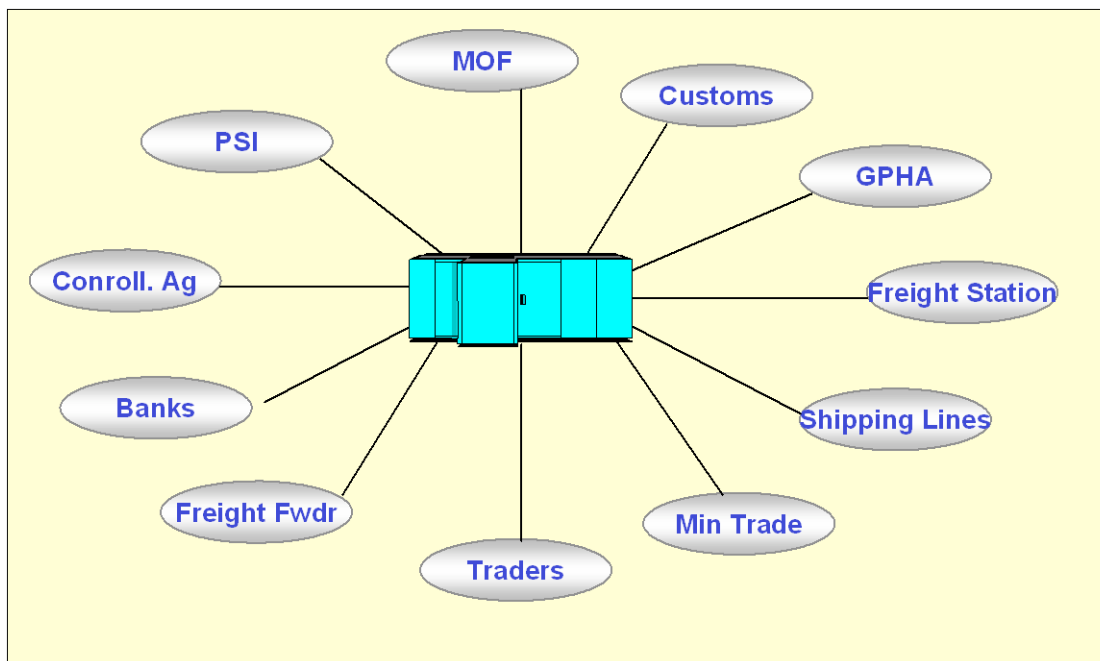 MOF
Customs
PSI
GPHA
Conroll. Ag
Freight Station
Banks
Shipping Lines
Freight Fwdr
Min Trade
Traders